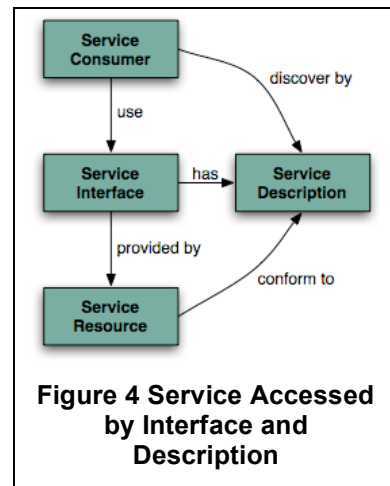 Service
Consumer
discover by
use
Service
Interface
has
Service
Description
provided by
conform to
Service
Resource
Figure 4 Service Accessed
by Interface and
Description